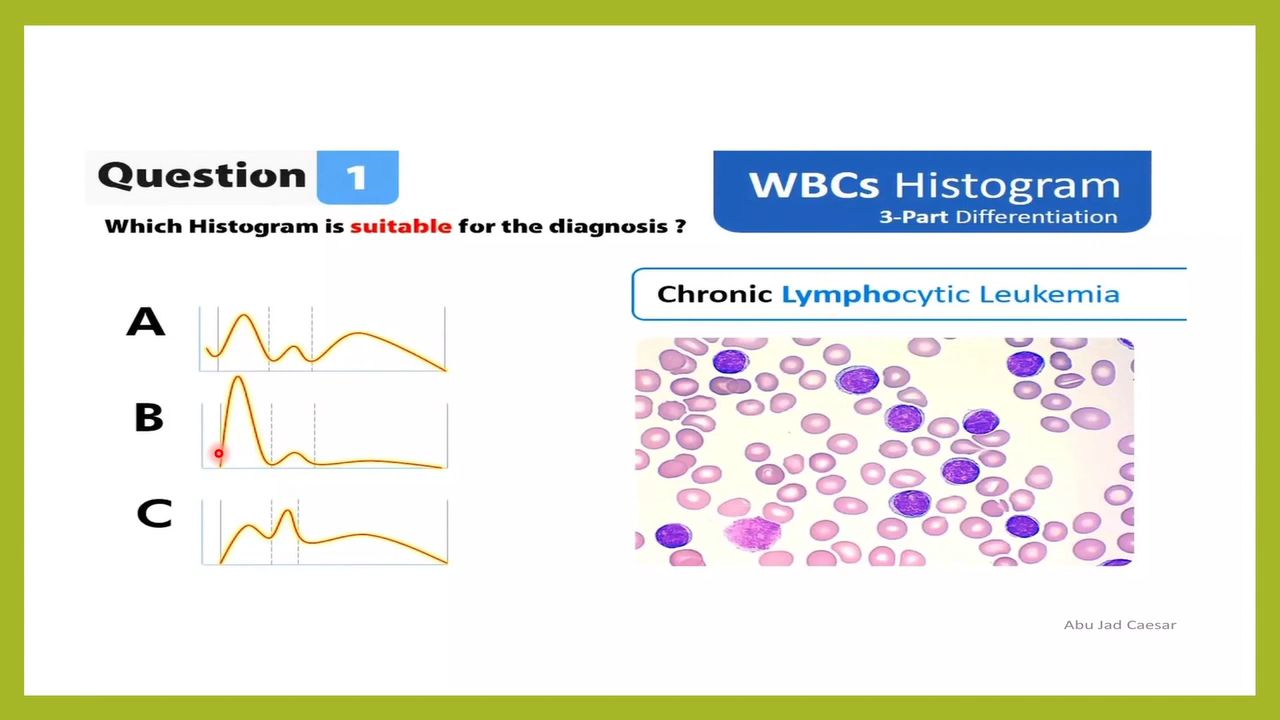 Question 1
Which Histogram is suitable for the diagnosis ?
WBCs Histogram
3-Part Differentiation
Chronic Lymphocytic Leukemia
A
B
C
Abu Jad Caesar